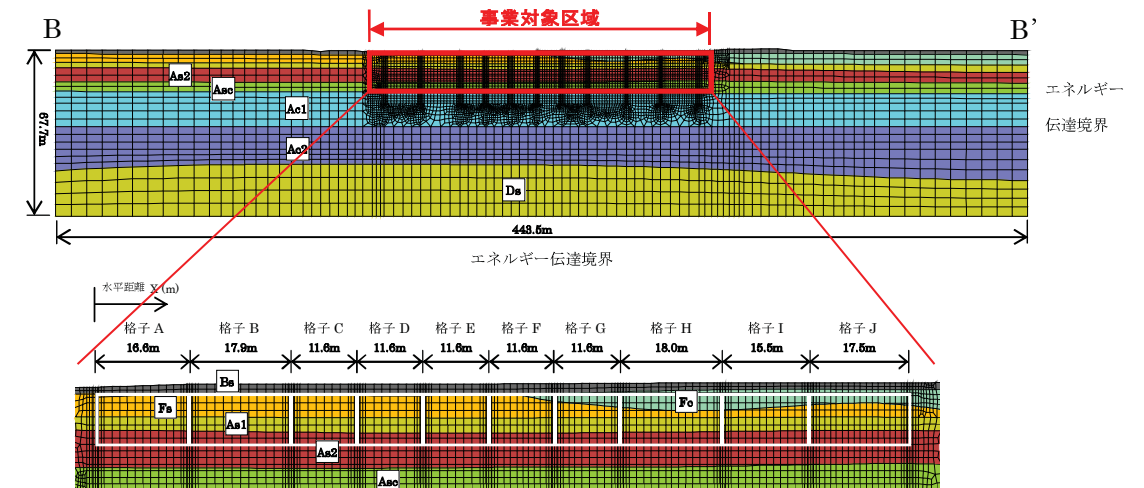 B
事業対象区域
B’
As2
Asc
Ac1
Ac2
Ds
67.7m
エネルギー
伝達境界
443.5m
エネルギー伝達境界
水平距離 X (m)
格子 A 格子 B 格子 C 格子 D 格子 E 格子 F 格子 G 格子 H 格子 I 格子 J
16.6m 17.9m 11.6m 11.6m 11.6m 11.6m 11.6m 18.0m 15.5m 17.5m
Bs
Fs
Fc
As1
As2
Asc